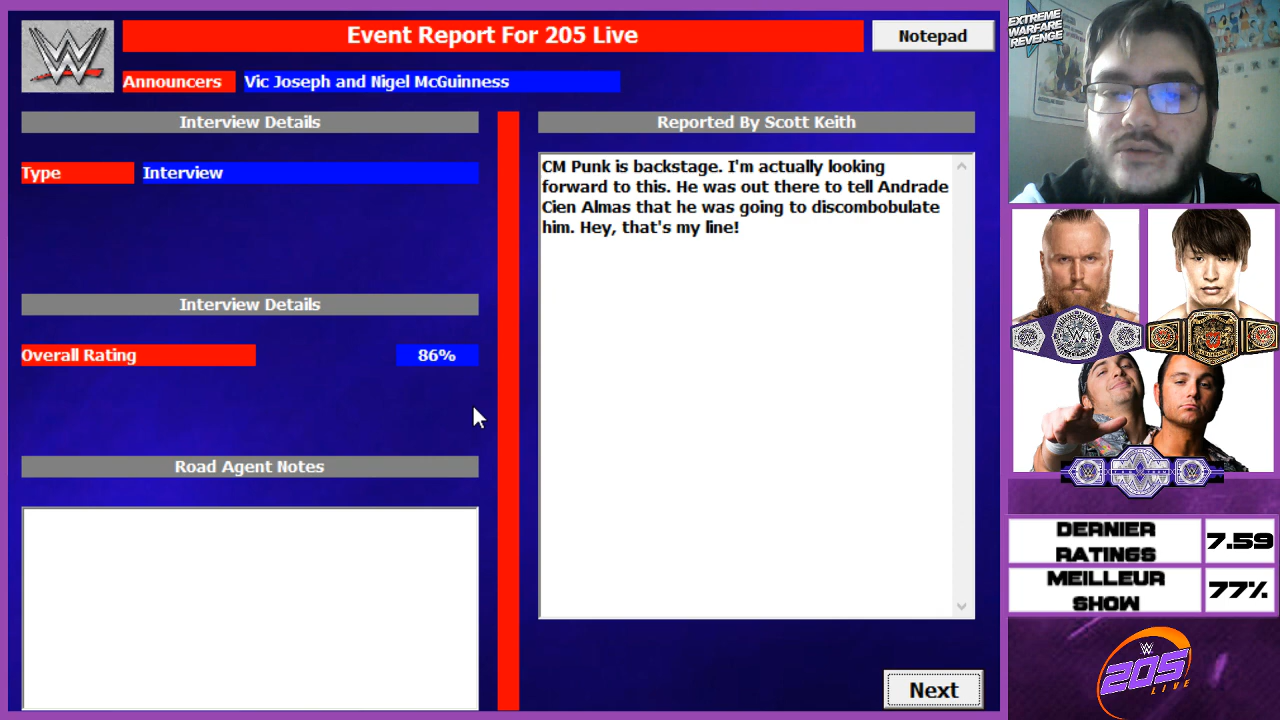 Event Report For 205 Live
Notepad
Announcers
Vic Joseph and Nigel McGuinness
Interview Details
Type
Interview
Interview Details
Overall Rating
86%
Road Agent Notes
Reported By Scott Keith
CM Punk is backstage. I'm actually looking
forward to this. He was out there to tell Andrade
Cien Almas that he was going to discombobulate
him. Hey, that's my line!
Next
EXTREME
WARFARE
REVENGE
DERNIER
RATINGS
7.59
MEILLEUR
SHOW
77%
205
LIVE